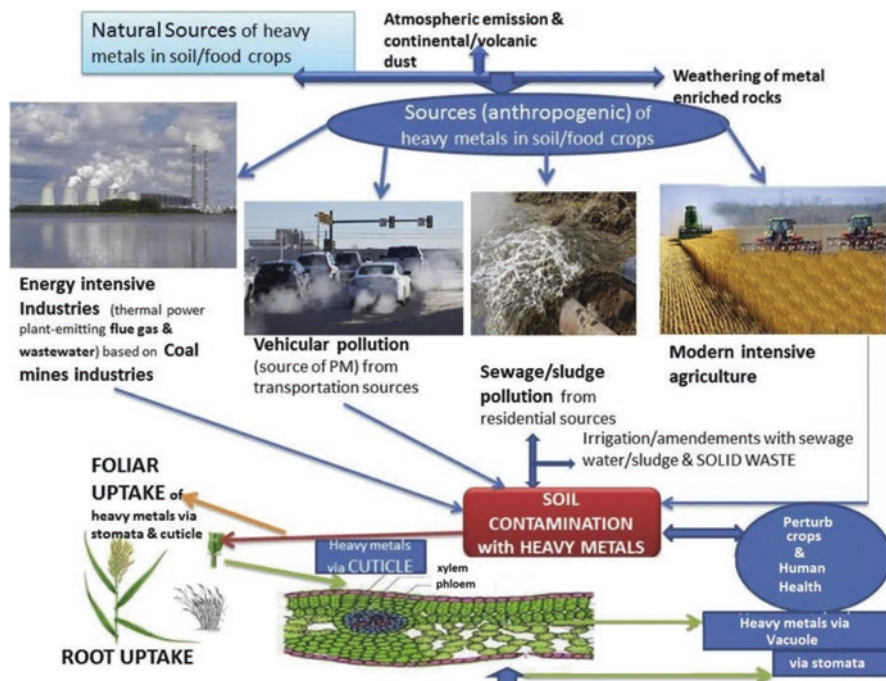 Natural Sources of heavy
metals in soil/food crops
Atmospheric emission &
continental/volcanic
dust
Weathering of metal
enriched rocks
Sources (anthropogenic) of
heavy metals in soil/food crops
Energy intensive
Industries (thermal power
plant-emitting flue gas &
wastewater) based on Coal
mines industries
Vehicular pollution
(source of PM) from
transportation sources
Sewage/sludge
pollution from
residential sources
Modern intensive
agriculture
Irrigation/amendements with sewage
water/sludge & SOLID WASTE
FOLIAR
UPTAKE of
heavy metals via
stomata & cuticle
SOIL
CONTAMINATION
with HEAVY METALS
Perturb
crops
&
Human
Health
Heavy metals
via CUTICLE
xylem
phloem
ROOT UPTAKE
Heavy metals via
Vacuole
via stomata